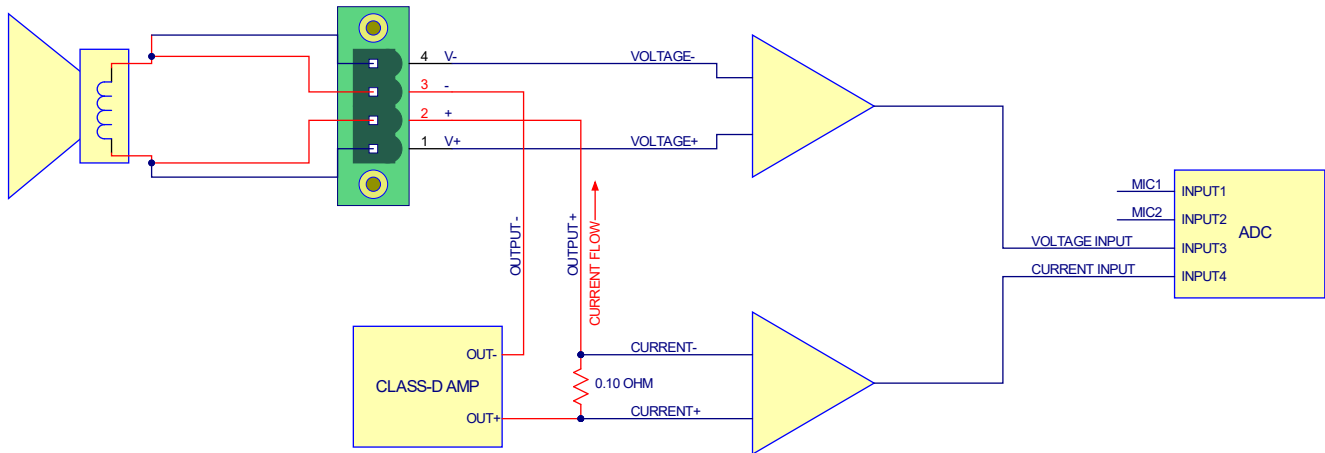 4 V- VOLTAGE-
3 -
2 +
1 V+ VOLTAGE+
OUTPUT-
OUTPUT+
CURRENT FLOW
MIC1 INPUT1
MIC2 INPUT2
ADC
VOLTAGE INPUT INPUT3
CURRENT INPUT INPUT4
OUT-
CLASS-D AMP
OUT+
CURRENT-
0.10 OHM
CURRENT+